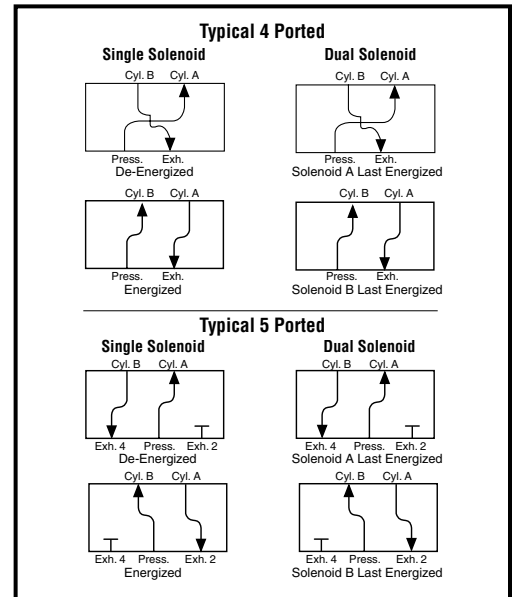 Typical 4 Ported
Single Solenoid Dual Solenoid
Cyl. B Cyl. A Cyl. B Cyl. A
Press. Exh. Press. Exh.
De-Energized Solenoid A Last Energized
Cyl. B Cyl. A Cyl. B Cyl. A
Press. Exh. Press. Exh.
Energized Solenoid B Last Energized
Typical 5 Ported
Single Solenoid Dual Solenoid
Cyl. B Cyl. A Cyl. B Cyl. A
Exh. 4 Press. Exh. 2 Exh. 4 Press. Exh. 2
De-Energized Solenoid A Last Energized
Cyl. B Cyl. A Cyl. B Cyl. A
Exh. 4 Press. Exh. 2 Exh. 4 Press. Exh. 2
Energized Solenoid B Last Energized